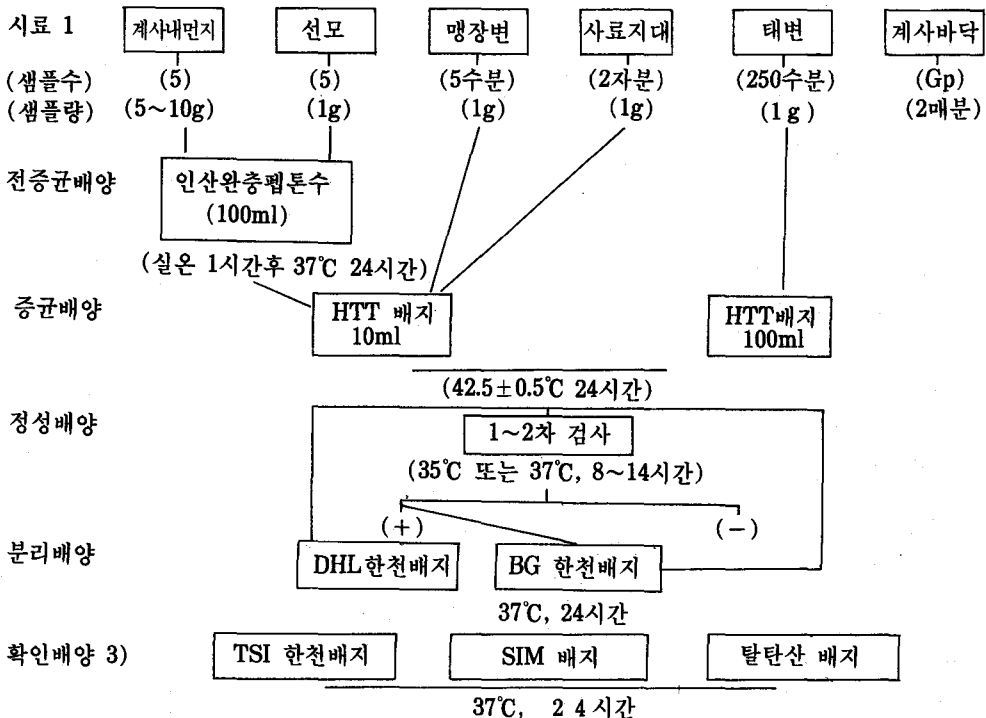 시료 1 계사내먼지 선모 맹장변 사료지대 태변 계사바닥
(샘플수) (5) (5) (5수분) (2자분) (250수분) (Gp)
(샘플량) (5~10g) (1g) (1g) (1g) (1g) (2매분)
전증균배양 인산완충펩톤수
(100ml)
(실온 1시간후 37℃ 24시간)
증균배양 HTT 배지 HTT배지
10ml 100ml
(42.5±0.5℃ 24시간)
정성배양 1~2차 검사
(35℃ 또는 37℃, 8~14시간)
(+) (-)
분리배양 DHL한천배지 BG 한천배지
37℃, 24시간
확인배양 3) TSI 한천배지 SIM 배지 탈탄산 배지
37℃, 2 4 시간